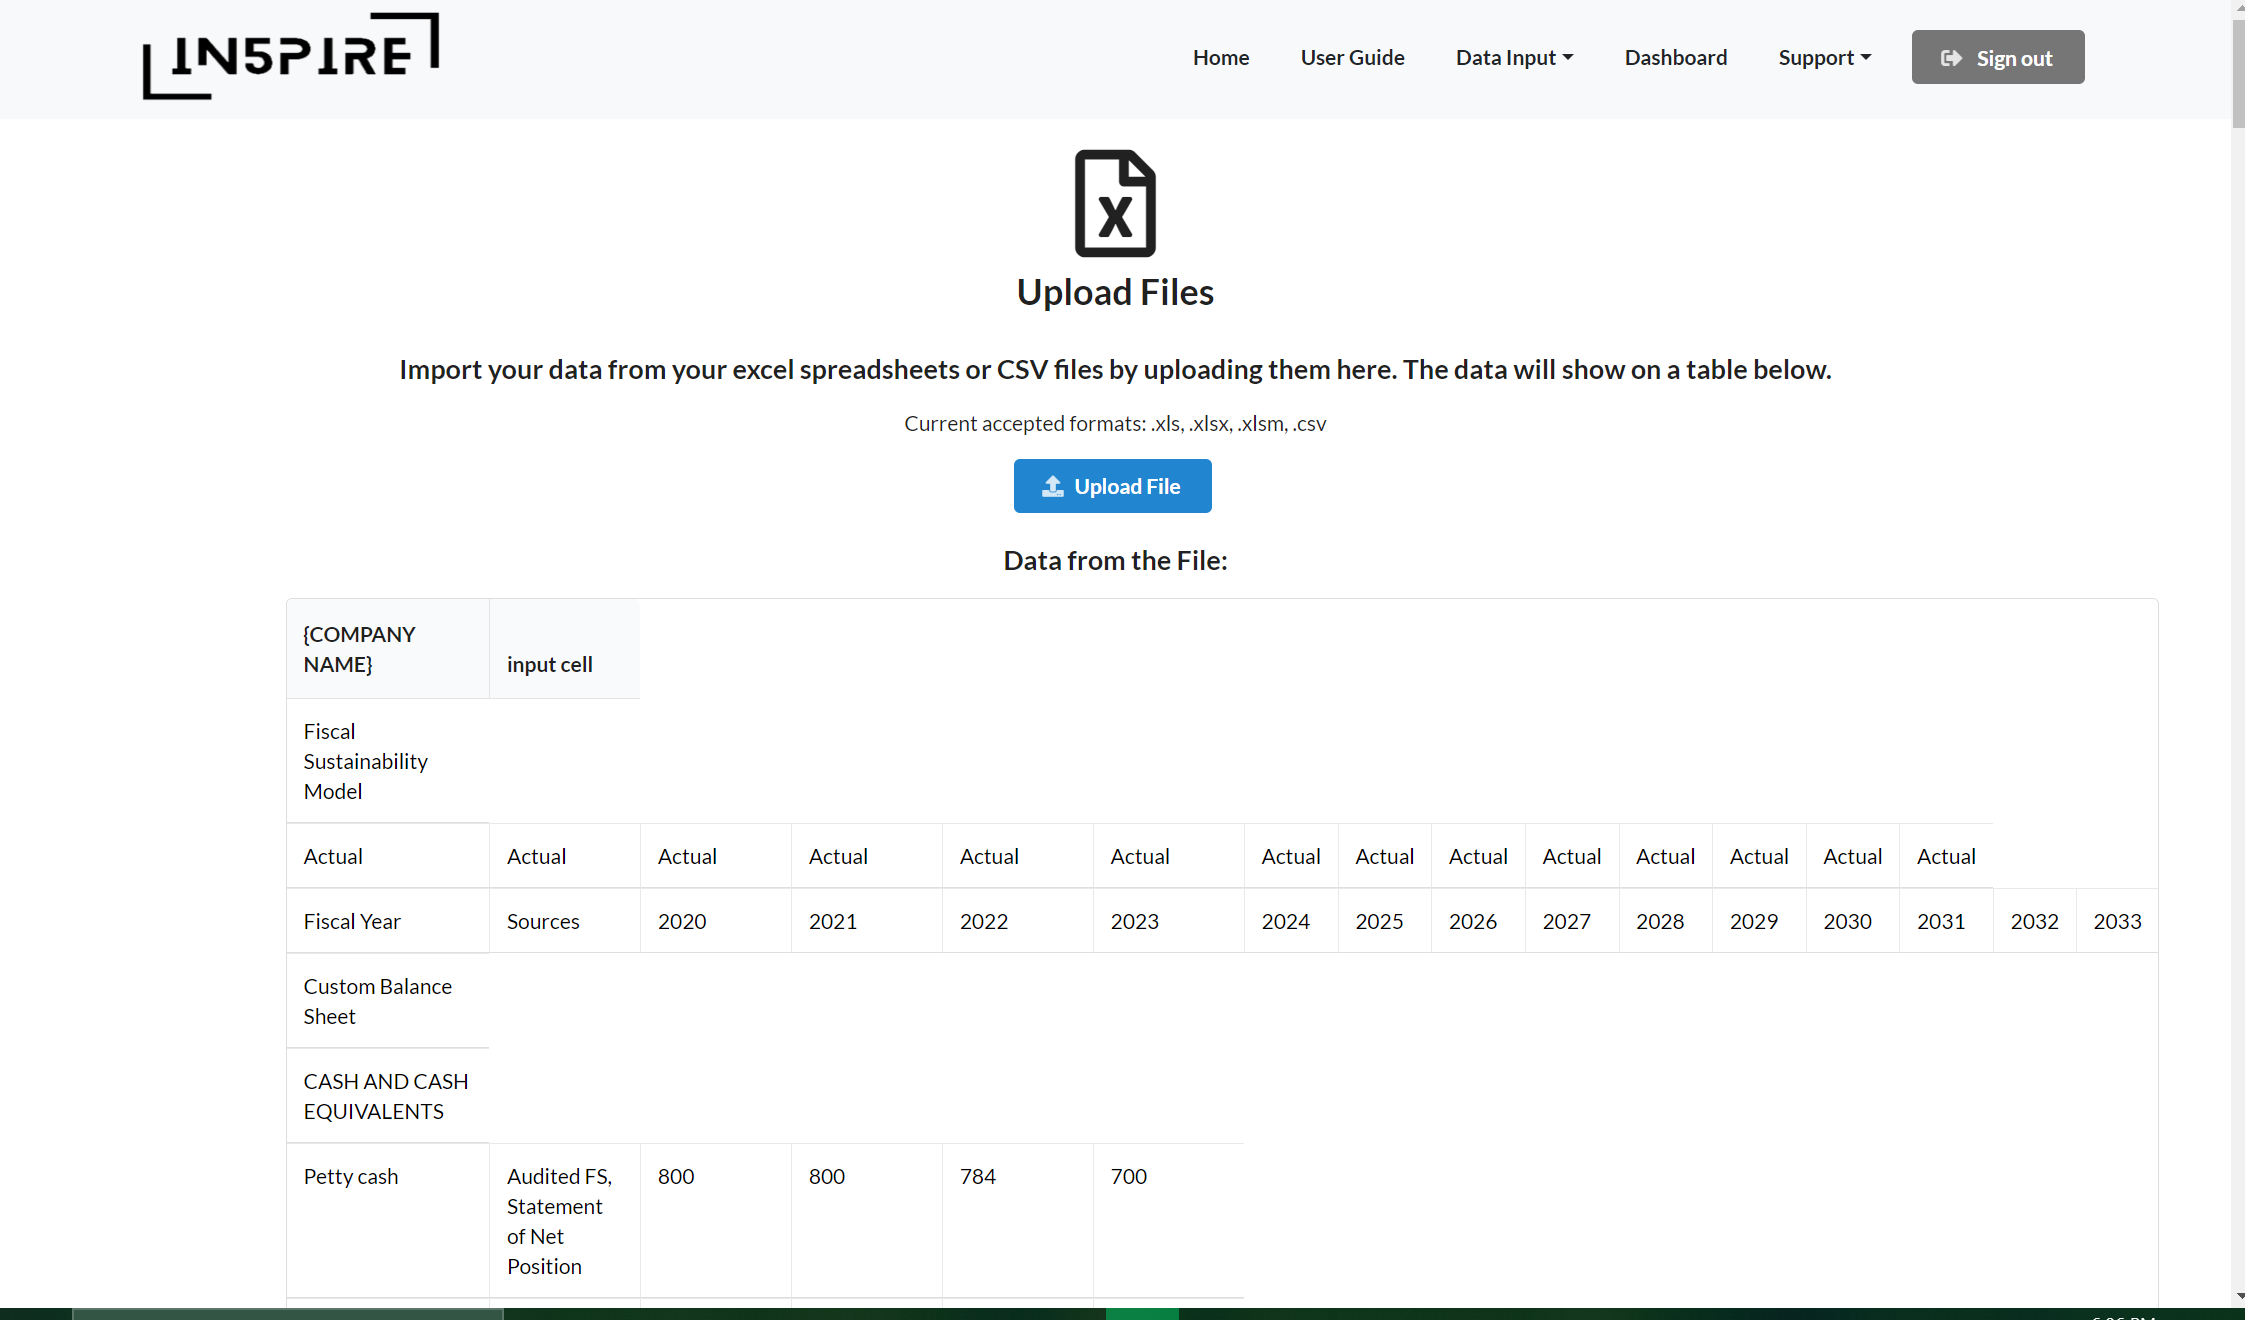 IN5PIRE
Home User Guide Data Input Dashboard Support Sign out
X
Upload Files
Import your data from your excel spreadsheets or CSV files by uploading them here. The data will show on a table below.
Current accepted formats: .xls, .xlsx, .xlsm, .csv
Upload File
Data from the File:
{COMPANY
NAME}
input cell
Fiscal
Sustainability
Model
Actual Actual Actual Actual Actual Actual Actual Actual Actual Actual Actual Actual Actual Actual
Fiscal Year Sources 2020 2021 2022 2023 2024 2025 2026 2027 2028 2029 2030 2031 2032 2033
Custom Balance
Sheet
CASH AND CASH
EQUIVALENTS
Petty cash Audited FS, 800 800 784 700
Statement
of Net
Position